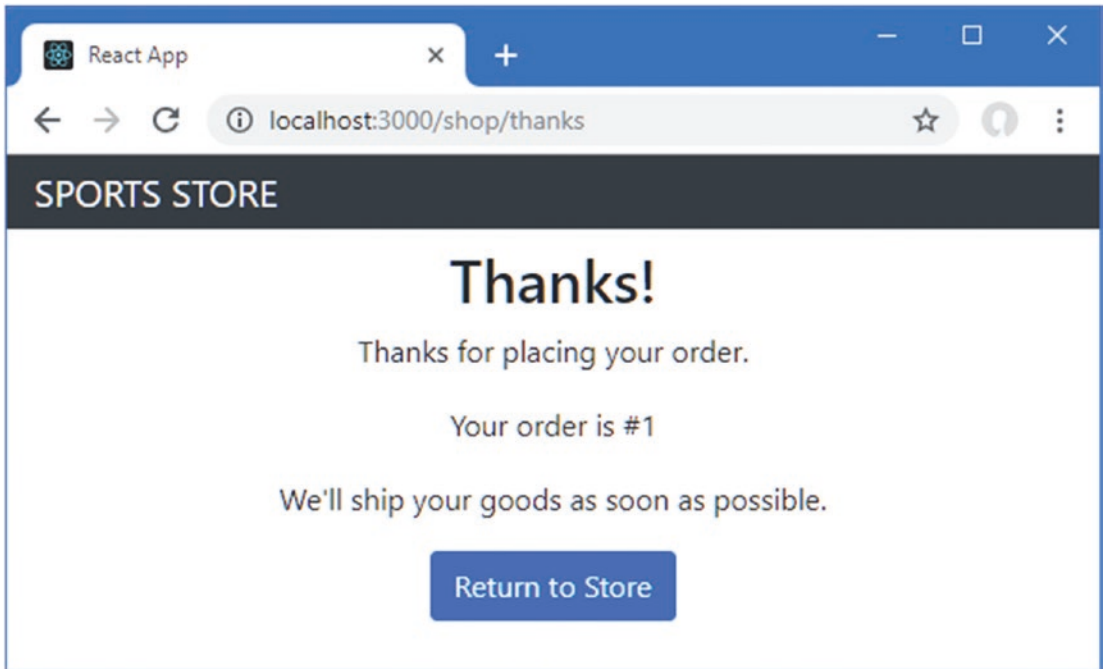 React App
localhost:3000/shop/thanks
SPORTS STORE
Thanks!
Thanks for placing your order.
Your order is #1
We'll ship your goods as soon as possible.
Return to Store